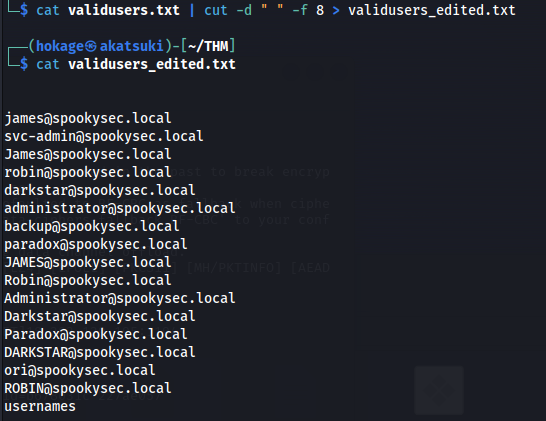 $ cat validusers.txt | cut -d " " -f 8 > validusers_edited.txt
(hokage㉿akatsuki)-[~/THM]
$ cat validusers_edited.txt
james@spookysec.local
svc-admin@spookysec.local
James@spookysec.local
robin@spookysec.local
darkstar@spookysec.local
administrator@spookysec.local
backup@spookysec.local
paradox@spookysec.local
JAMES@spookysec.local
Robin@spookysec.local
Administrator@spookysec.local
Darkstar@spookysec.local
Paradox@spookysec.local
DARKSTAR@spookysec.local
ori@spookysec.local
ROBIN@spookysec.local
usernames